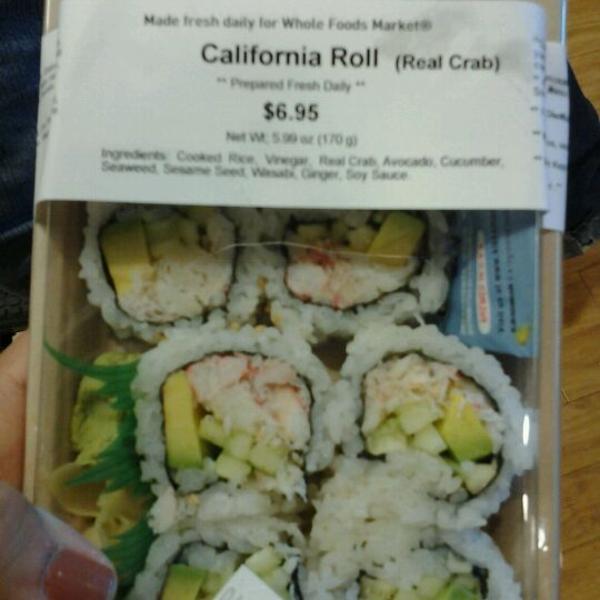 Made fresh daily for Whole Foods Market®
California Roll (Real Crab)
** Prepared Fresh Daily **
$6.95
Net Wt. 5.99 oz (170 g)
Ingredients: Cooked Rice, Vinegar, Real Crab, Avocado, Cucumber,
Seaweed, Sesame Seed, Wasabi, Ginger, Soy Sauce.